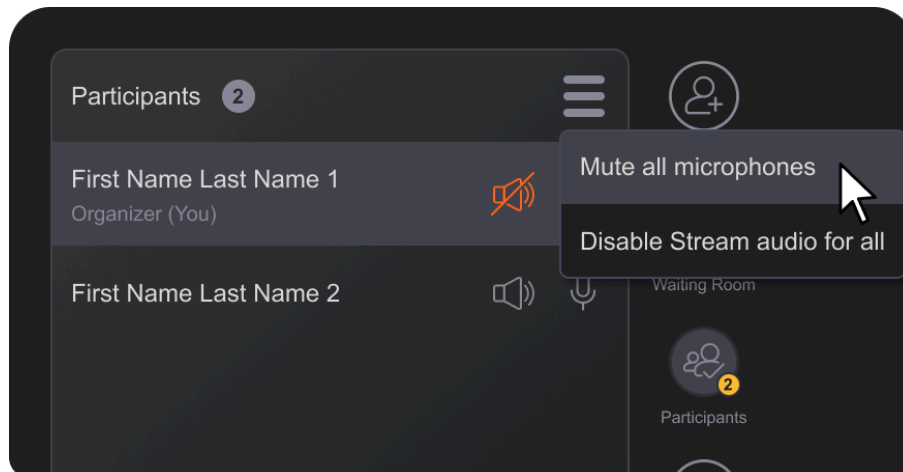 Participants 2
First Name Last Name 1
Organizer (You)
First Name Last Name 2
Mute all microphones
Disable Stream audio for all
Waiting Room
2
Participants